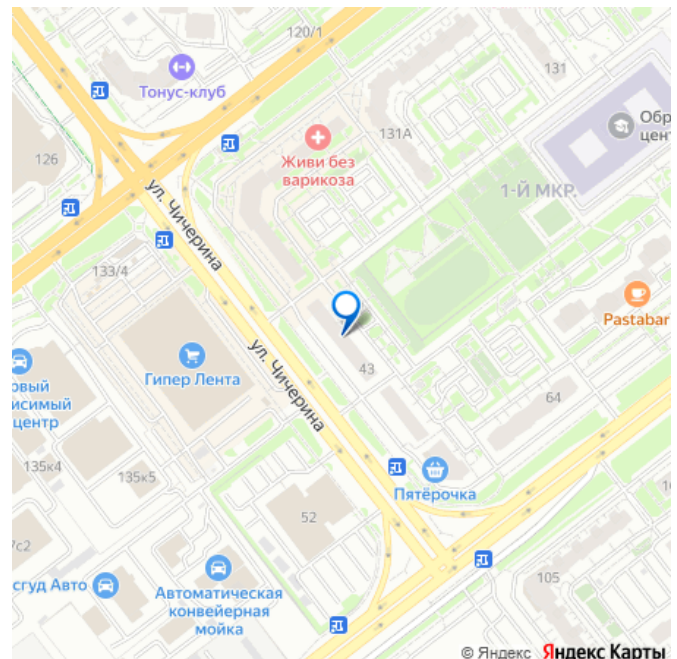 120/1
Тонус-клуб
131
126
131А
Обр
цен
Живи без
варикоза
1-Й МКР.
ул. Чичерина
133/4
Pastabar
ул. Чичерина
Гипер Лента
43
64
овый
исимый
центр
135к4
135к5
Пятёрочка
52
7с2
105
сгуд Авто
Автоматическая
конвейерная
мойка
© Яндекс Яндекс Карты